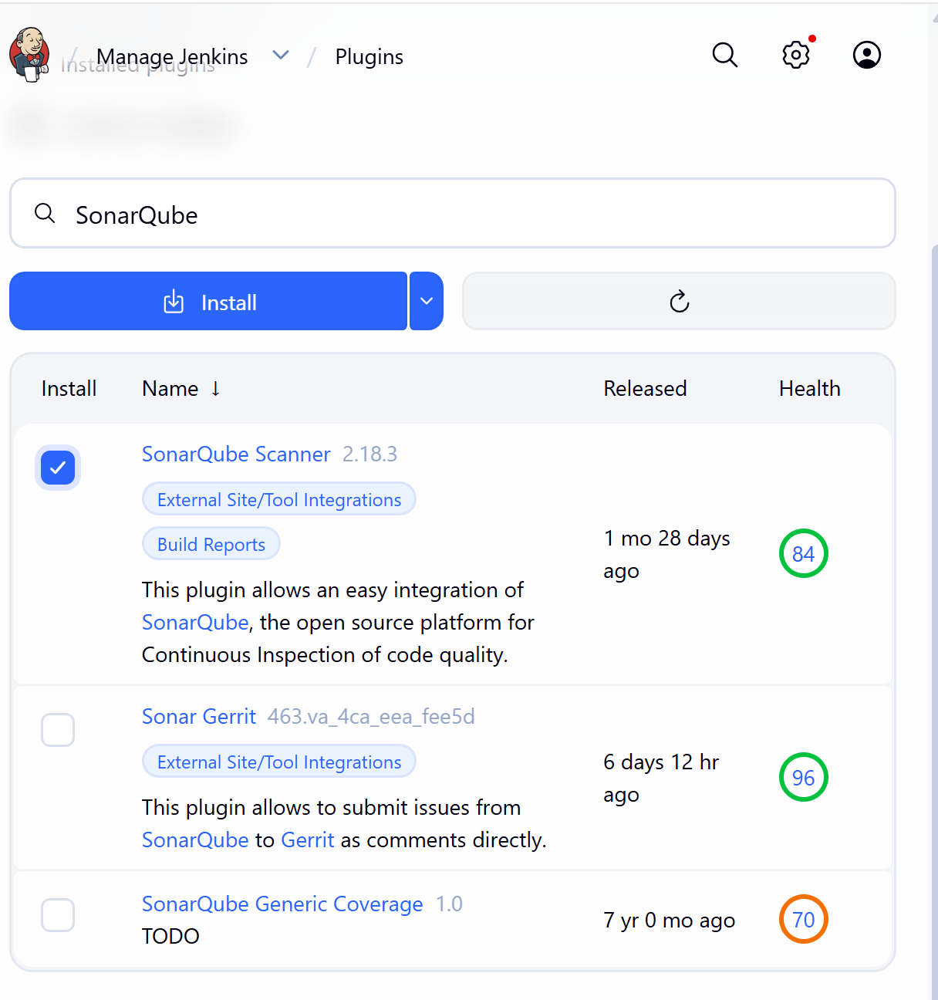 / Manage Jenkins / Plugins
Installed plugins
SonarQube
Install
Install Name ↓ Released Health
SonarQube Scanner 2.18.3
External Site/Tool Integrations
Build Reports
This plugin allows an easy integration of
SonarQube, the open source platform for
Continuous Inspection of code quality.
1 mo 28 days
ago
84
Sonar Gerrit 463.va_4ca_eea_fee5d
External Site/Tool Integrations
This plugin allows to submit issues from
SonarQube to Gerrit as comments directly.
6 days 12 hr
ago
96
SonarQube Generic Coverage 1.0
TODO
7 yr 0 mo ago
70